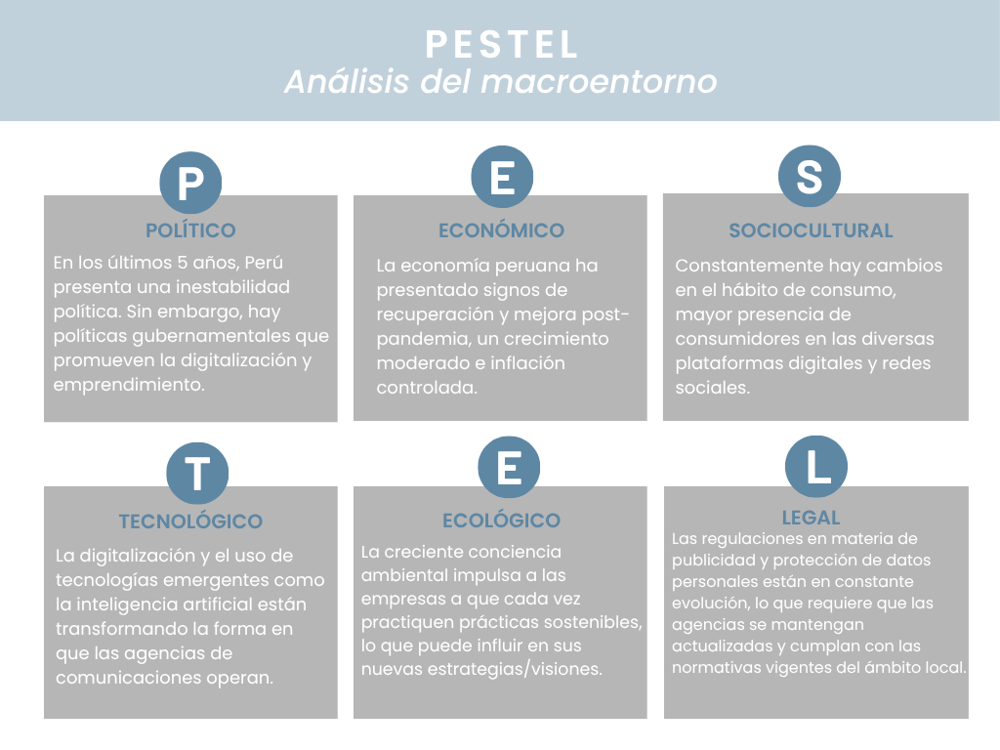 PESTEL
Análisis del macroentorno
P
POLÍTICO
En los últimos 5 años, Perú
presenta una inestabilidad
política. Sin embargo, hay
políticas gubernamentales que
promueven la digitalización y
emprendimiento.
E
ECONÓMICO
La economía peruana ha
presentado signos de
recuperación y mejora post-
pandemia, un crecimiento
moderado e inflación
controlada.
S
SOCIOCULTURAL
Constantemente hay cambios
en el hábito de consumo,
mayor presencia de
consumidores en las diversas
plataformas digitales y redes
sociales.
T
TECNOLÓGICO
La digitalización y el uso de
tecnologías emergentes como
la inteligencia artificial están
transformando la forma en
que las agencias de
comunicaciones operan.
E
ECOLÓGICO
La creciente conciencia
ambiental impulsa a las
empresas a que cada vez
practiquen prácticas sostenibles,
lo que puede influir en sus
nuevas estrategias/visiones.
L
LEGAL
Las regulaciones en materia de
publicidad y protección de datos
personales están en constante
evolución, lo que requiere que las
agencias se mantengan
actualizadas y cumplan con las
normativas vigentes del ámbito local.